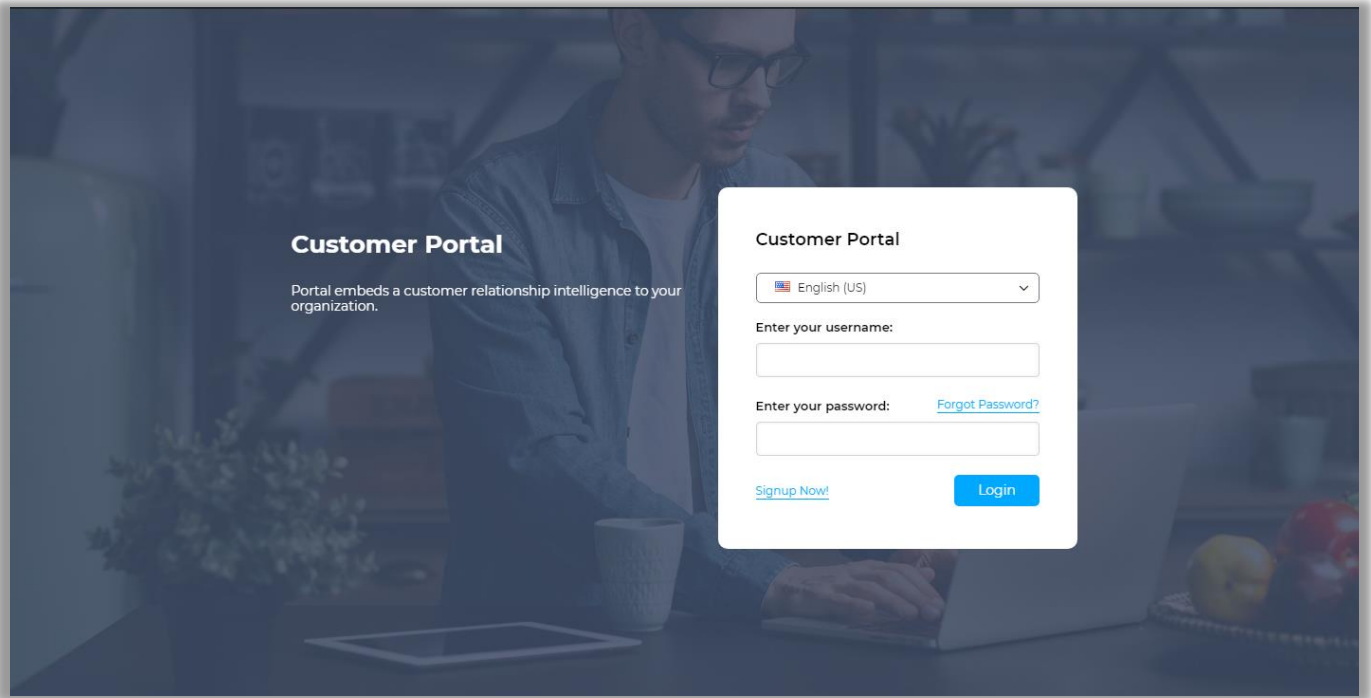 Customer Portal
Portal embeds a customer relationship intelligence to your
organization.
Customer Portal
English (US)
Enter your username:
Enter your password:
Forgot Password?
Signup Now!
Login